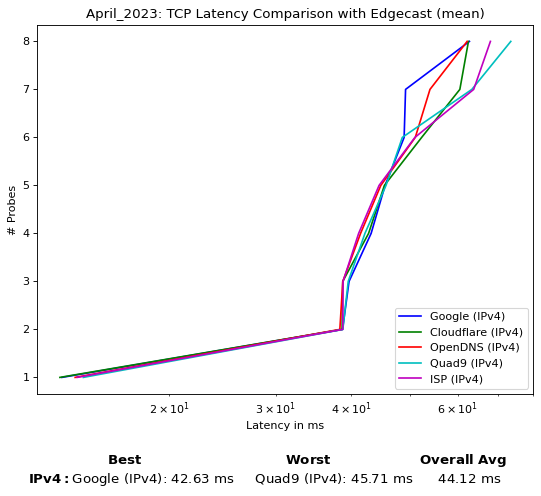 April_2023: TCP Latency Comparison with Edgecast (mean)
8
7
6
5
4
3
2
1
# Probes
Google (IPv4)
Cloudflare (IPv4)
OpenDNS (IPv4)
Quad9 (IPv4)
ISP (IPv4)
2 × 10¹ 3 × 10¹ 4 × 10¹ 6 × 10¹
Latency in ms
Best Worst Overall Avg
IPv4: Google (IPv4): 42.63 ms Quad9 (IPv4): 45.71 ms 44.12 ms